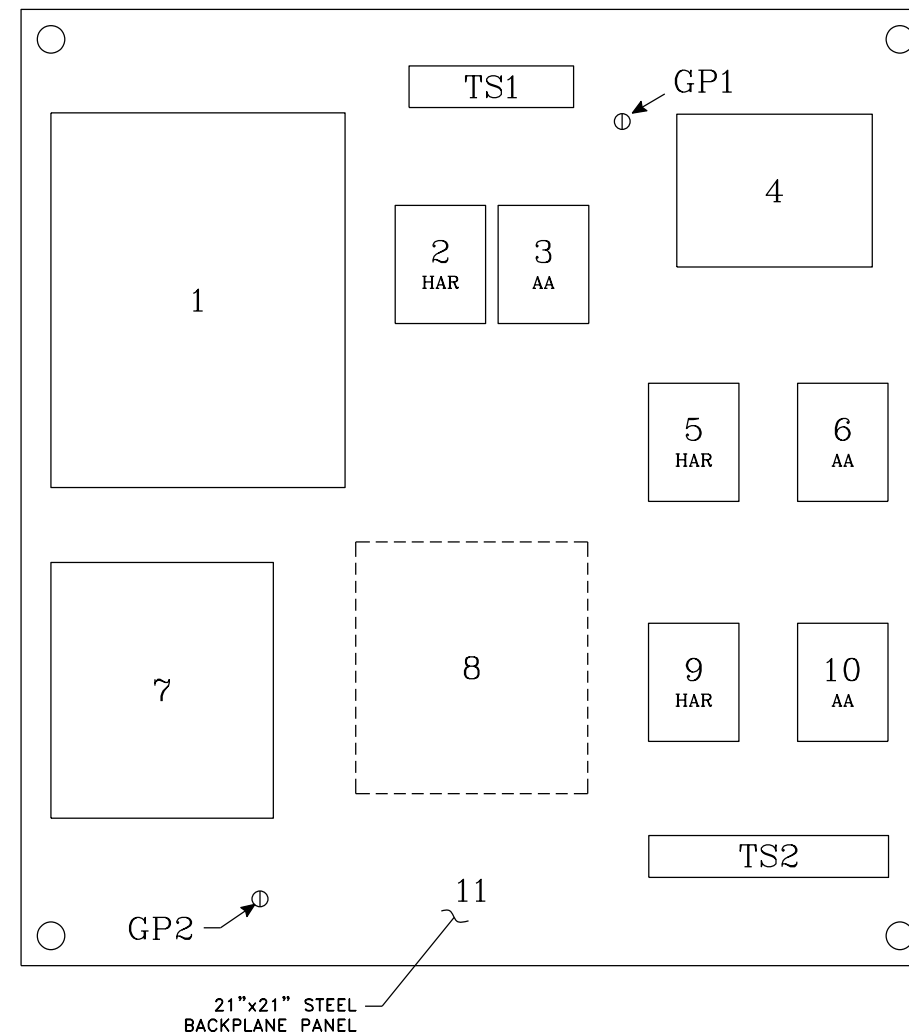 TS1
GP1
1
2
HAR
3
AA
4
5
HAR
6
AA
7
8
9
HAR
10
AA
TS2
11
GP2
21"x21" STEEL
BACKPLANE PANEL